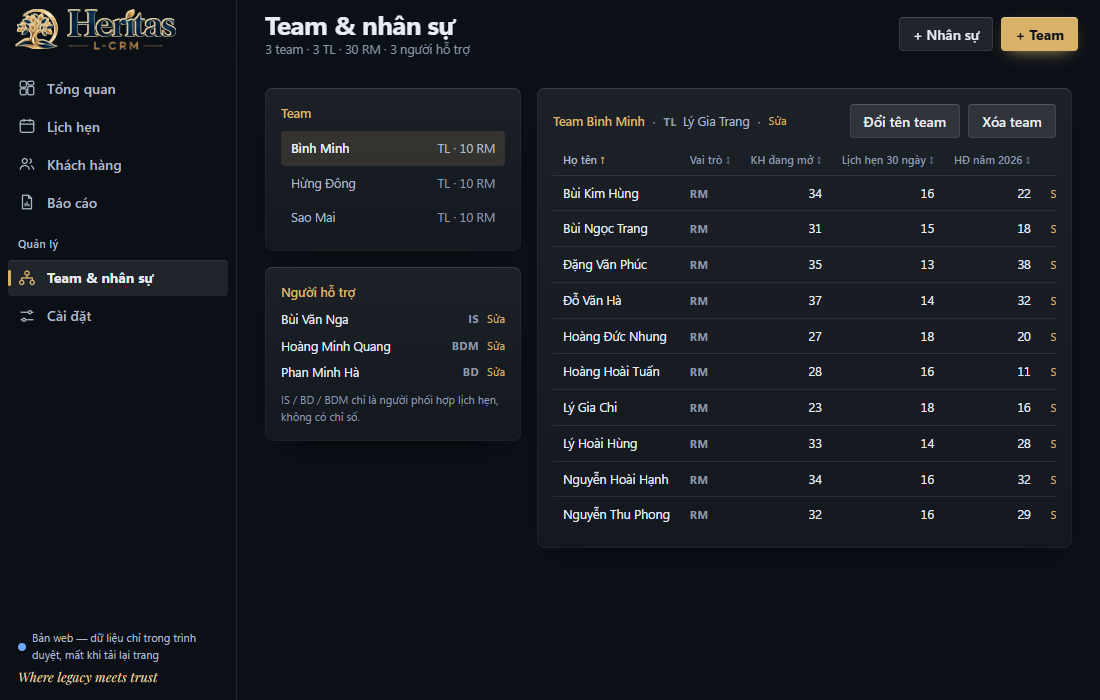 Heritas
L-CRM
Tổng quan
Lịch hẹn
Khách hàng
Báo cáo
Quản lý
Team & nhân sự
Cài đặt
Bản web — dữ liệu chỉ trong trình
duyệt, mất khi tải lại trang
Where legacy meets trust
Team & nhân sự
3 team · 3 TL · 30 RM · 3 người hỗ trợ
+ Nhân sự
+ Team
Team
Bình Minh TL · 10 RM
Hừng Đông TL · 10 RM
Sao Mai TL · 10 RM
Người hỗ trợ
Bùi Văn Nga IS Sửa
Hoàng Minh Quang BDM Sửa
Phan Minh Hà BD Sửa
IS / BD / BDM chỉ là người phối hợp lịch hẹn,
không có chỉ số.
Team Bình Minh · TL Lý Gia Trang · Sửa
Đổi tên team
Xóa team
Họ tên ↑ Vai trò ↕ KH đang mở ↕ Lịch hẹn 30 ngày ↕ HĐ năm 2026 ↕
Bùi Kim Hùng RM 34 16 22 S
Bùi Ngọc Trang RM 31 15 18 S
Đặng Văn Phúc RM 35 13 38 S
Đỗ Văn Hà RM 37 14 32 S
Hoàng Đức Nhung RM 27 18 20 S
Hoàng Hoài Tuấn RM 28 16 11 S
Lý Gia Chi RM 23 18 16 S
Lý Hoài Hùng RM 33 14 28 S
Nguyễn Hoài Hạnh RM 34 16 32 S
Nguyễn Thu Phong RM 32 16 29 S